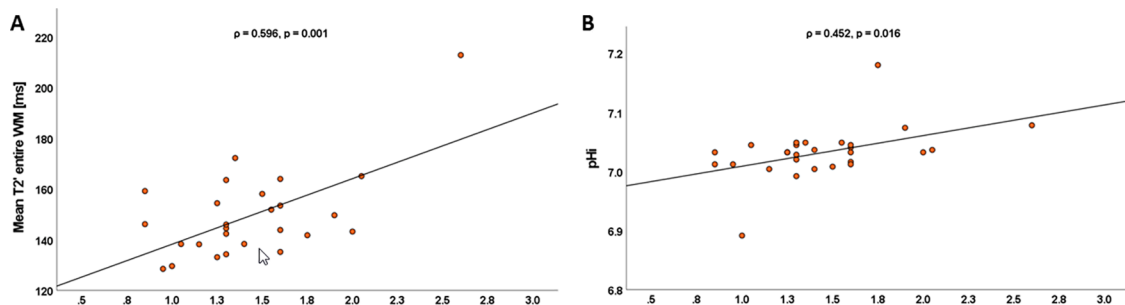 A
ρ = 0.596, p = 0.001
Mean T2' entire WM [ms]
220
200
180
160
140
120
.5 .8 1.0 1.3 1.5 1.8 2.0 2.3 2.5 2.8 3.0
B
ρ = 0.452, p = 0.016
pHi
7.2
7.1
7.0
6.9
6.8
.5 .8 1.0 1.3 1.5 1.8 2.0 2.3 2.5 2.8 3.0